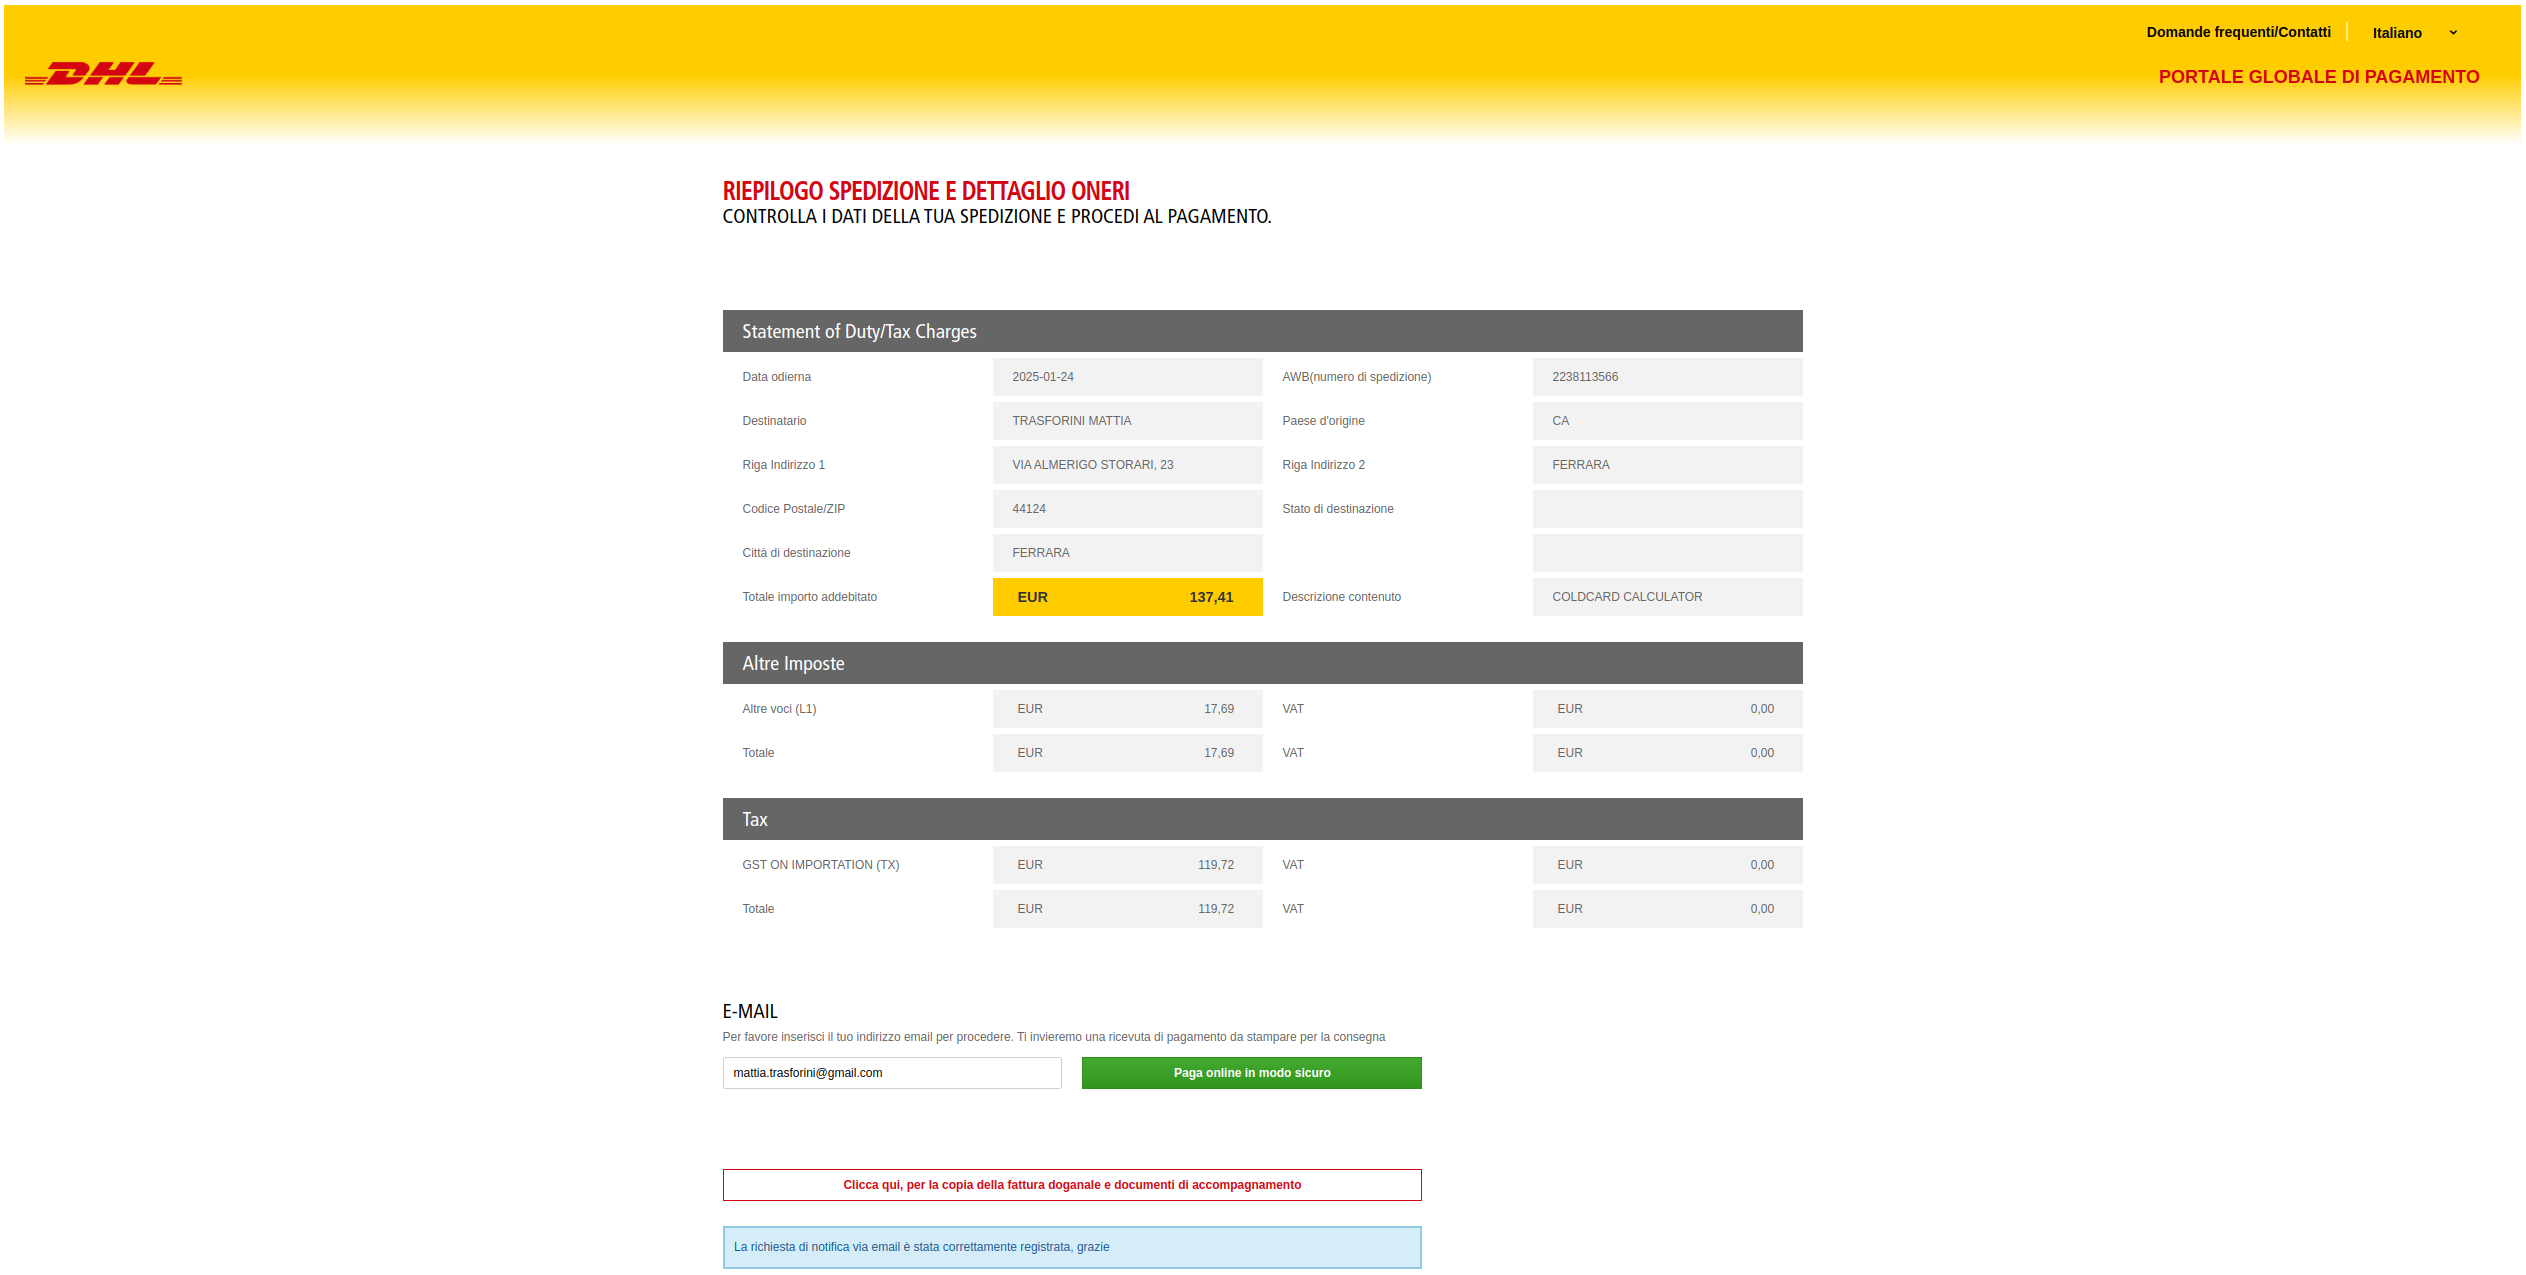 Domande frequenti/Contatti Italiano
DHL
PORTALE GLOBALE DI PAGAMENTO
RIEPILOGO SPEDIZIONE E DETTAGLIO ONERI
CONTROLLA I DATI DELLA TUA SPEDIZIONE E PROCEDI AL PAGAMENTO.
Statement of Duty/Tax Charges
Data odierna 2025-01-24 AWB(numero di spedizione) 2238113566
Destinatario TRASFORINI MATTIA Paese d'origine CA
Riga Indirizzo 1 VIA ALMERIGO STORARI, 23 Riga Indirizzo 2 FERRARA
Codice Postale/ZIP 44124 Stato di destinazione
Città di destinazione FERRARA
Totale importo addebitato EUR 137,41 Descrizione contenuto COLDCARD CALCULATOR
Altre Imposte
Altre voci (L1) EUR 17,69 VAT EUR 0,00
Totale EUR 17,69 VAT EUR 0,00
Tax
GST ON IMPORTATION (TX) EUR 119,72 VAT EUR 0,00
Totale EUR 119,72 VAT EUR 0,00
E-MAIL
Per favore inserisci il tuo indirizzo email per procedere. Ti invieremo una ricevuta di pagamento da stampare per la consegna
mattia.trasforini@gmail.com Paga online in modo sicuro
Clicca qui, per la copia della fattura doganale e documenti di accompagnamento
La richiesta di notifica via email è stata correttamente registrata, grazie